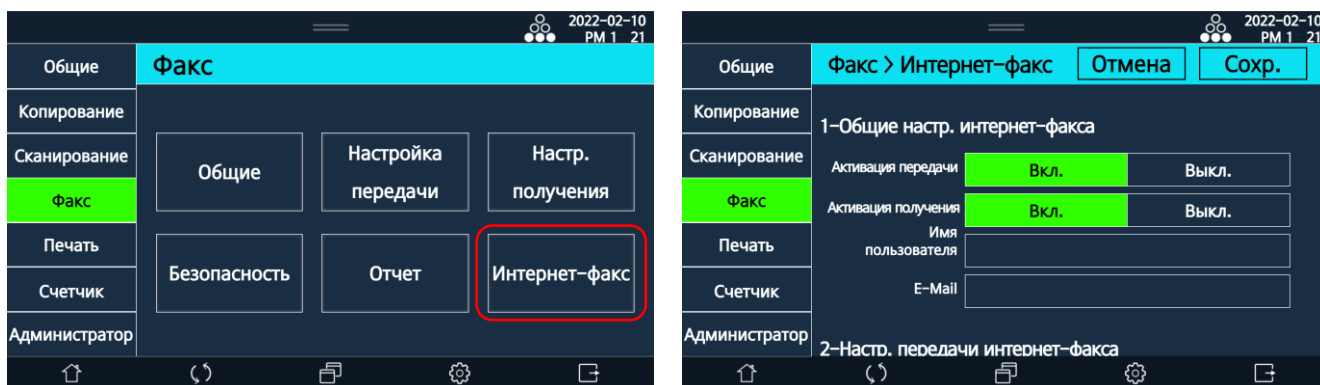 2022-02-10
PM 1 21
Общие
Факс
Копирование
Сканирование
Факс
Печать
Счетчик
Администратор
Общие
Настройка
передачи
Настр.
получения
Безопасность
Отчет
Интернет-факс
2022-02-10
PM 1 21
Общие
Факс > Интернет-факс
Отмена
Сохр.
Копирование
Сканирование
Факс
Печать
Счетчик
Администратор
1-Общие настр. интернет-факса
Активация передачи
Вкл.
Выкл.
Активация получения
Вкл.
Выкл.
Имя
пользователя
E-Mail
2-Настр. передачи интернет-факса